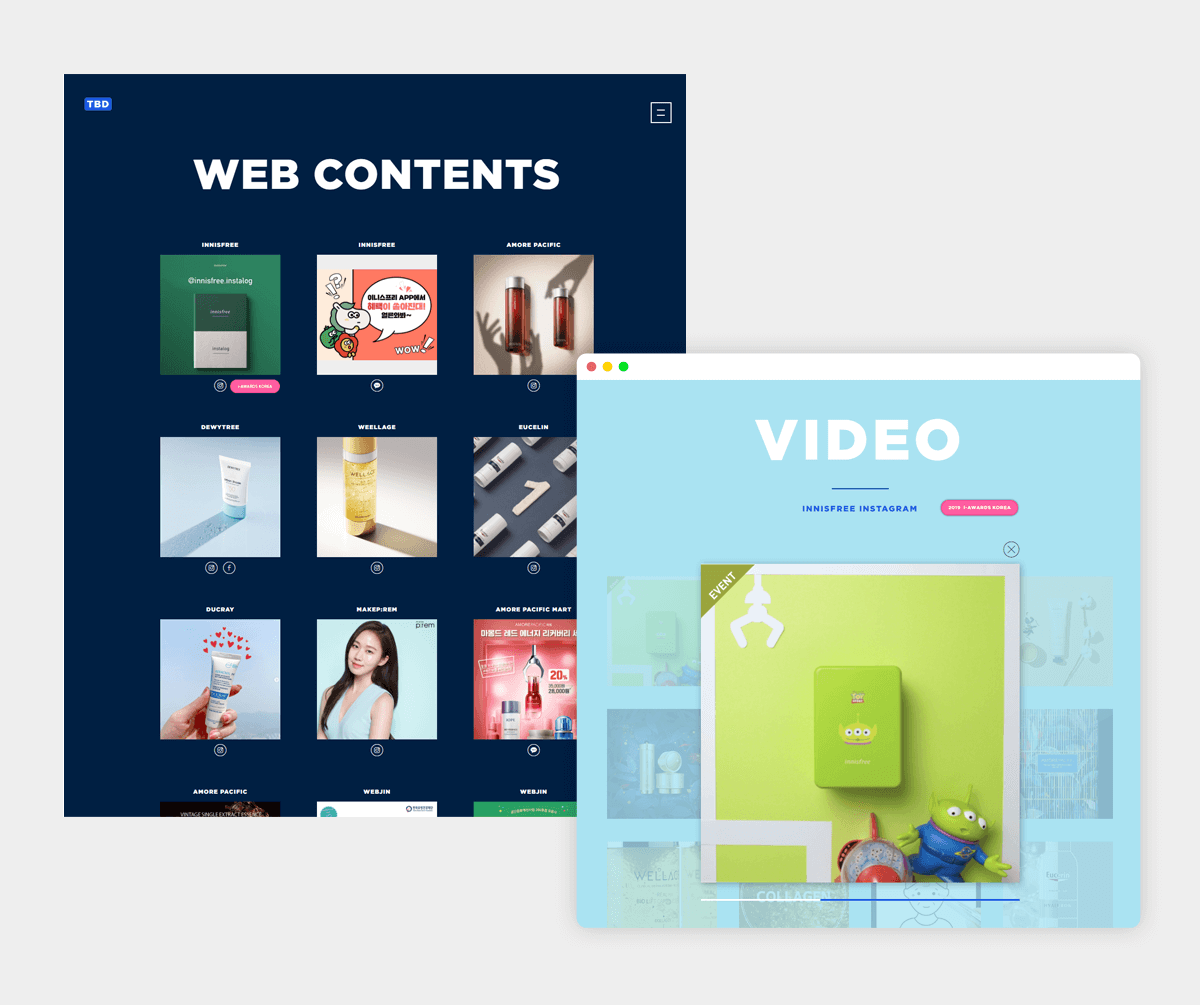 TBD
WEB CONTENTS
INNISFREE
INNISFREE
AMORE PACIFIC
@innisfree.instalog
innisfree
instalog
이니스프리 APP에서
혜택이 쏟아진대!
얼른와봐~
WOW!
I-AWARDS KOREA
DEWYTREE
WEELLAGE
EUCELIN
WELLAGE
1
DUCRAY
MAKEP:REM
AMORE PACIFIC MART
p:rem
AMOREPACIFIC
마몽드 레드 에너지 리커버리 세
20%
28,000원
AMORE PACIFIC
WEBJIN
WEBJIN
VINTAGE SINGLE EXTRACT ESSENCE
VIDEO
INNISFREE INSTAGRAM
2019 I-AWARDS KOREA
EVENT
innisfree
WELLAGE
COLLAGEN
Eucerin